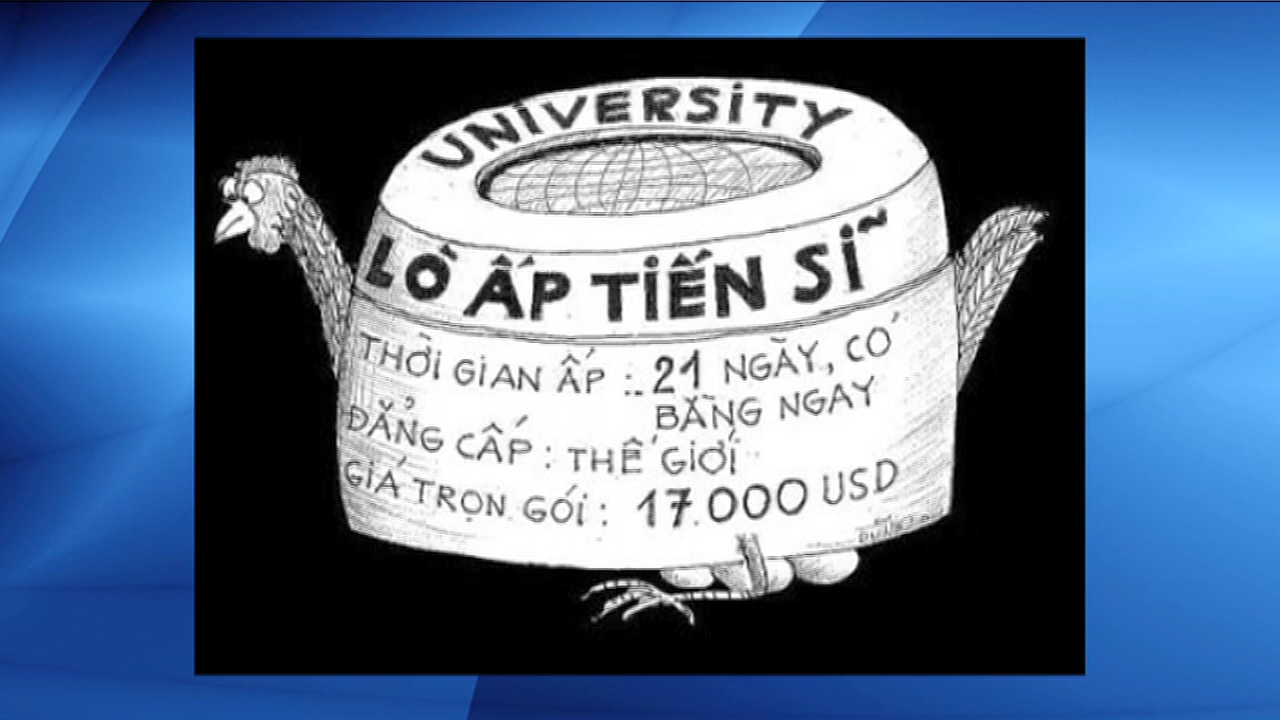 UNIVERSITY
LÒ ẤP TIẾN SĨ
THỜI GIAN ẤP : 21 NGÀY, CÓ
BẰNG NGAY
ĐẲNG CẤP : THẾ GIỚI
GIÁ TRỌN GÓI : 17.000 USD